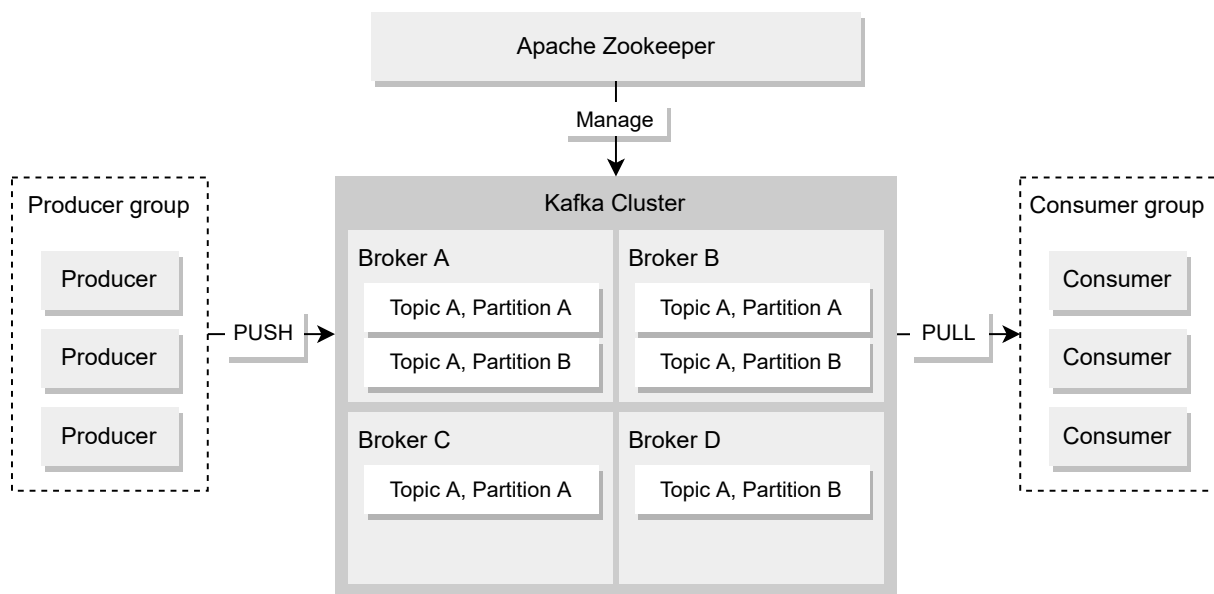 Apache Zookeeper
Manage
Producer group
Producer
Producer
Producer
PUSH
Kafka Cluster
Broker A
Topic A, Partition A
Topic A, Partition B
Broker B
Topic A, Partition A
Topic A, Partition B
Broker C
Topic A, Partition A
Broker D
Topic A, Partition B
PULL
Consumer group
Consumer
Consumer
Consumer